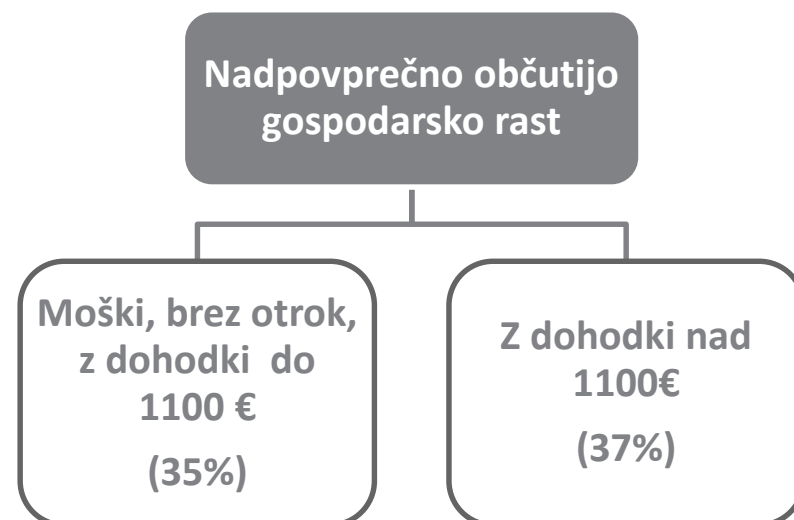 Nadpovprečno občutijo
gospodarsko rast
Moški, brez otrok,
z dohodki do
1100 €
(35%)
Z dohodki nad
1100€
(37%)